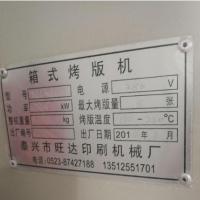 箱式烤版机
型号 电源 V
功率 kW 最大烤版量 张
整机重量 kg 烤版温度 ℃
出厂编号 出厂日期 201 年 月
泰兴市旺达印刷机械厂
电话:0523-87427188 13512551701